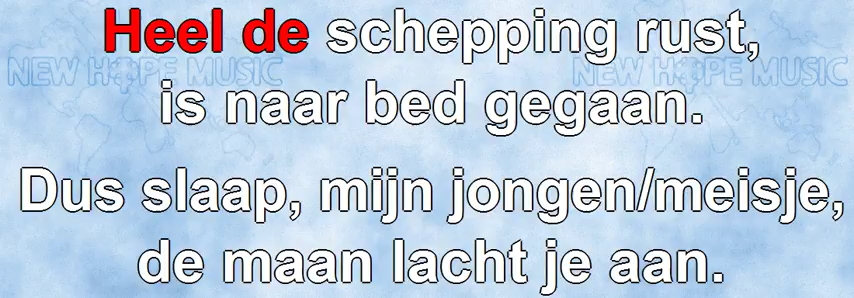 Heel de schepping rust,
NEW HOPE MUSIC NEW HOPE MUSIC
is naar bed gegaan.
Dus slaap, mijn jongen/meisje,
de maan lacht je aan.